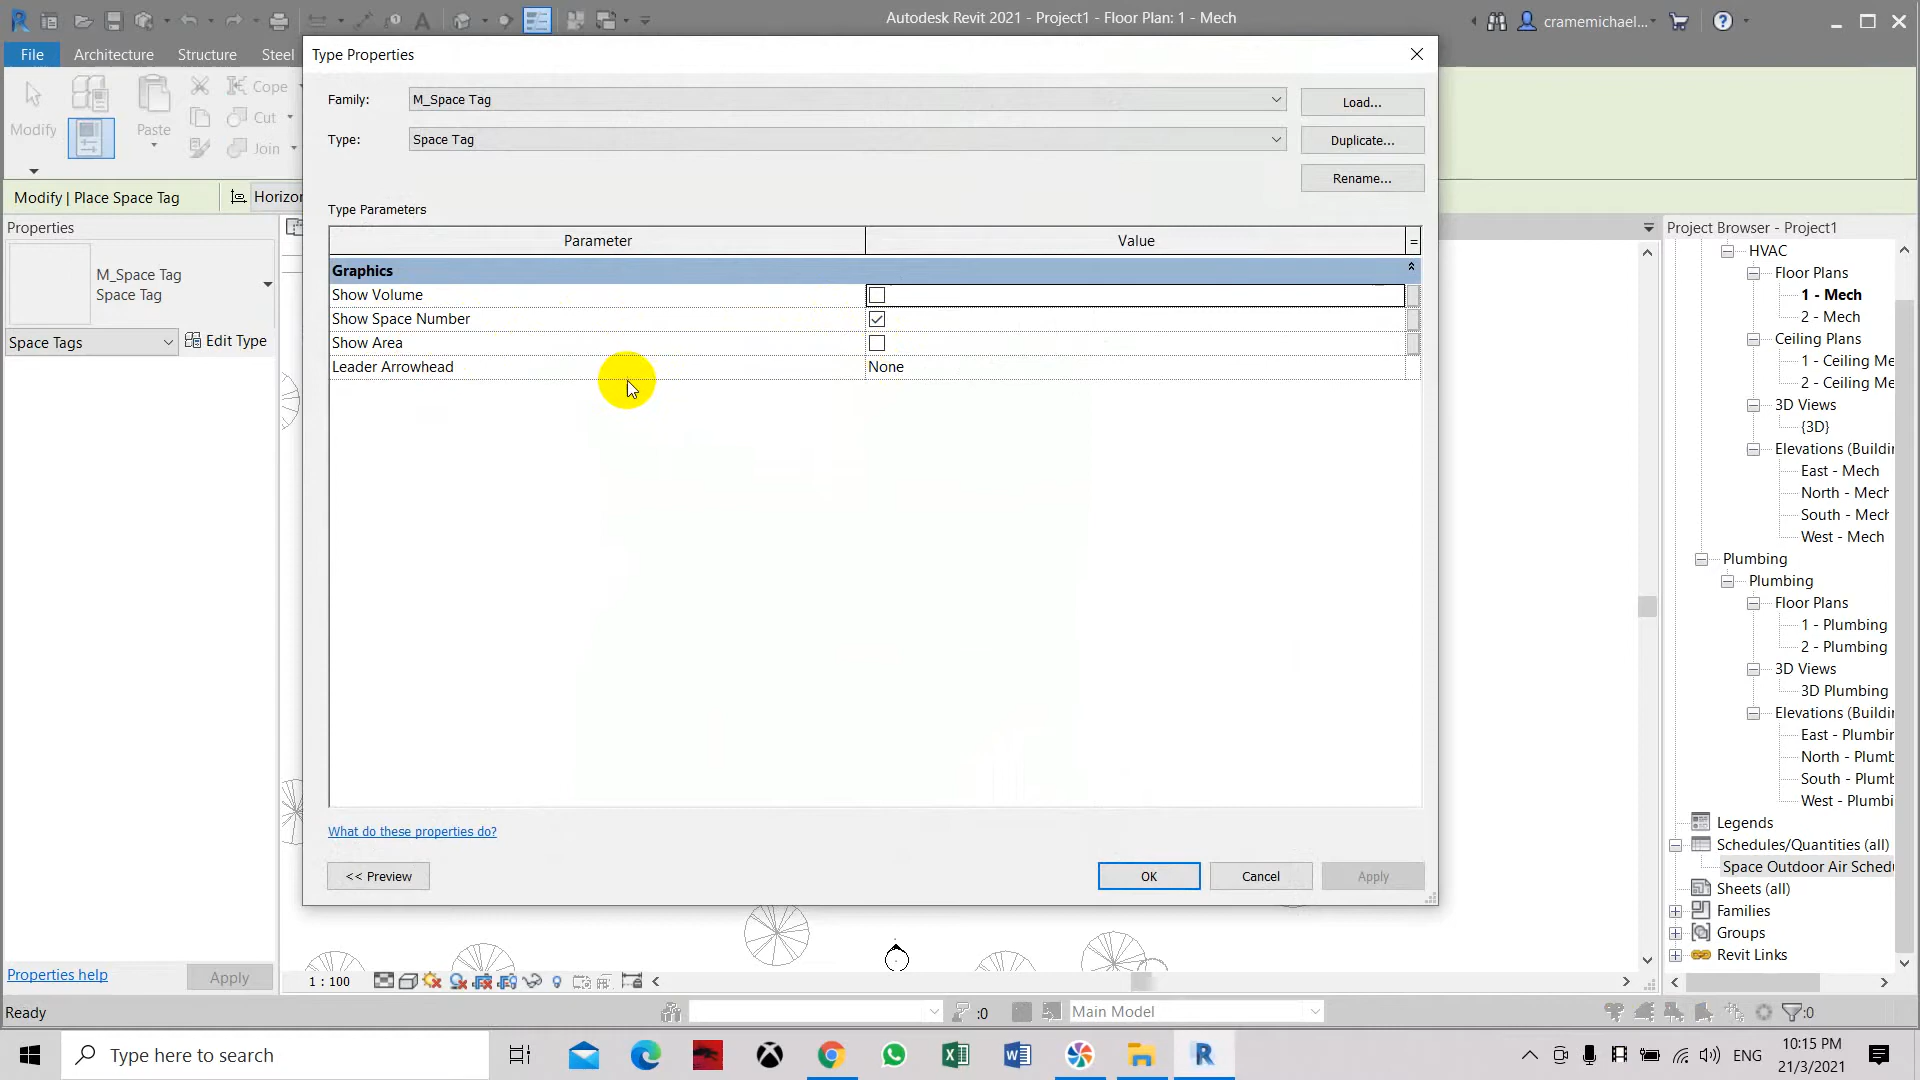 Autodesk Revit 2021 - Project1 - Floor Plan: 1 - Mech
cramemichael...
File
Architecture
Structure
Steel
Modify
Paste
Cope
Cut
Join
Modify | Place Space Tag
Horizon
Properties
M_Space Tag
Space Tag
Space Tags
Edit Type
Properties help
Apply
Type Properties
Family:
M_Space Tag
Load...
Type:
Space Tag
Duplicate...
Rename...
Type Parameters
Parameter
Value
=
Graphics
Show Volume
Show Space Number
Show Area
Leader Arrowhead
None
What do these properties do?
<< Preview
OK
Cancel
Apply
Project Browser - Project1
HVAC
Floor Plans
1 - Mech
2 - Mech
Ceiling Plans
1 - Ceiling Me
2 - Ceiling Me
3D Views
{3D}
Elevations (Buildin
East - Mech
North - Mech
South - Mech
West - Mech
Plumbing
Plumbing
Floor Plans
1 - Plumbing
2 - Plumbing
3D Views
3D Plumbing
Elevations (Buildin
East - Plumbin
North - Plumb
South - Plumb
West - Plumbi
Legends
Schedules/Quantities (all)
Space Outdoor Air Schedu
Sheets (all)
Families
Groups
Revit Links
1 : 100
Ready
:0
Main Model
:0
Type here to search
ENG
10:15 PM
21/3/2021